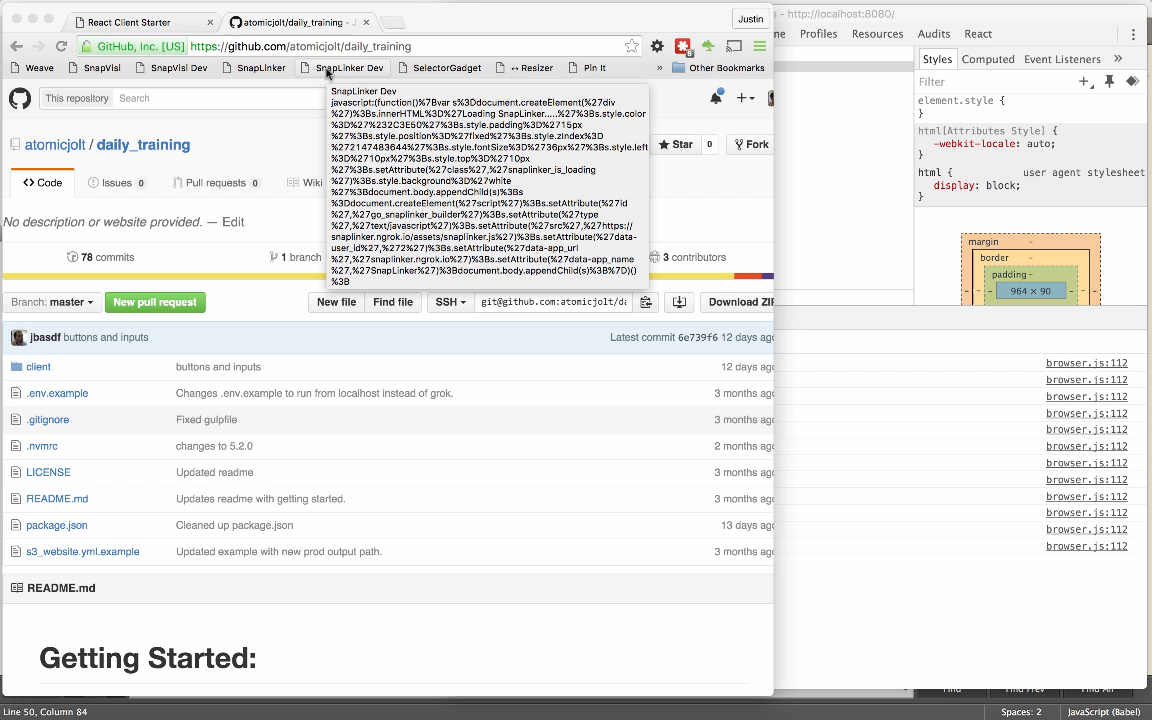 React Client Starter
atomicjolt/daily_training - J
Justin
GitHub, Inc. [US] https://github.com/atomicjolt/daily_training
8
Weave SnapVisi SnapVisi Dev SnapLinker SnapLinker Dev SelectorGadget ↔Resizer Pin It » Other Bookmarks
This repository Search
SnapLinker Dev
javascript:(function()%7Bvar s%3Ddocument.createElement(%27div
%27)%3Bs.innerHTML%3D%27Loading SnapLinker.....%27%3Bs.style.color
%3D%27%232C3E50%27%3Bs.style.padding%3D%2715px
%27%3Bs.style.position%3D%27fixed%27%3Bs.style.zIndex%3D
%272147483644%27%3Bs.style.fontSize%3D%2736px%27%3Bs.style.left
%3D%2710px%27%3Bs.style.top%3D%2710px
%27%3Bs.setAttribute(%27class%27,%27snaplinker_is_loading
%27)%3Bs.style.background%3D%27white
%27%3Bdocument.body.appendChild(s)%3Bs
%3Ddocument.createElement(%27script%27)%3Bs.setAttribute(%27id
%27,%27go_snaplinker_builder%27)%3Bs.setAttribute(%27type
%27,%27text/javascript%27)%3Bs.setAttribute(%27src%27,%27https://
snaplinker.ngrok.io/assets/snaplinker.js%27)%3Bs.setAttribute(%27data-
user_id%27,%272%27)%3Bs.setAttribute(%27data-app_url
%27,%27snaplinker.ngrok.io%27)%3Bs.setAttribute(%27data-app_name
%27,%27SnapLinker%27)%3Bdocument.body.appendChild(s)%3B%7D)()
%3B
atomicjolt / daily_training
Star 0 Fork
Code Issues 0 Pull requests 0 Wiki
No description or website provided. — Edit
78 commits 1 branch 3 contributors
Branch: master New pull request New file Find file SSH git@github.com:atomicjolt/da Download ZIP
jbasdf buttons and inputs Latest commit 6e739f6 12 days ago
client buttons and inputs 12 days ago
.env.example Changes .env.example to run from localhost instead of grok. 3 months ago
.gitignore Fixed gulpfile 3 months ago
.nvmrc changes to 5.2.0 2 months ago
LICENSE Updated readme 3 months ago
README.md Updates readme with getting started. 3 months ago
package.json Cleaned up package.json 13 days ago
s3_website.yml.example Updated example with new prod output path. 3 months ago
README.md
Getting Started:
s - http://localhost:8080/
ne Profiles Resources Audits React
Styles Computed Event Listeners »
Filter
element.style {
}
html[Attributes Style] {
-webkit-locale: auto;
}
html { user agent stylesheet
display: block;
}
margin -
border -
padding -
- - - 964 × 90 - - -
browser.js:112
browser.js:112
browser.js:112
browser.js:112
browser.js:112
browser.js:112
browser.js:112
browser.js:112
browser.js:112
browser.js:112
browser.js:112
browser.js:112
Find Find Prev Find All
Line 50, Column 84
Spaces: 2 JavaScript (Babel)